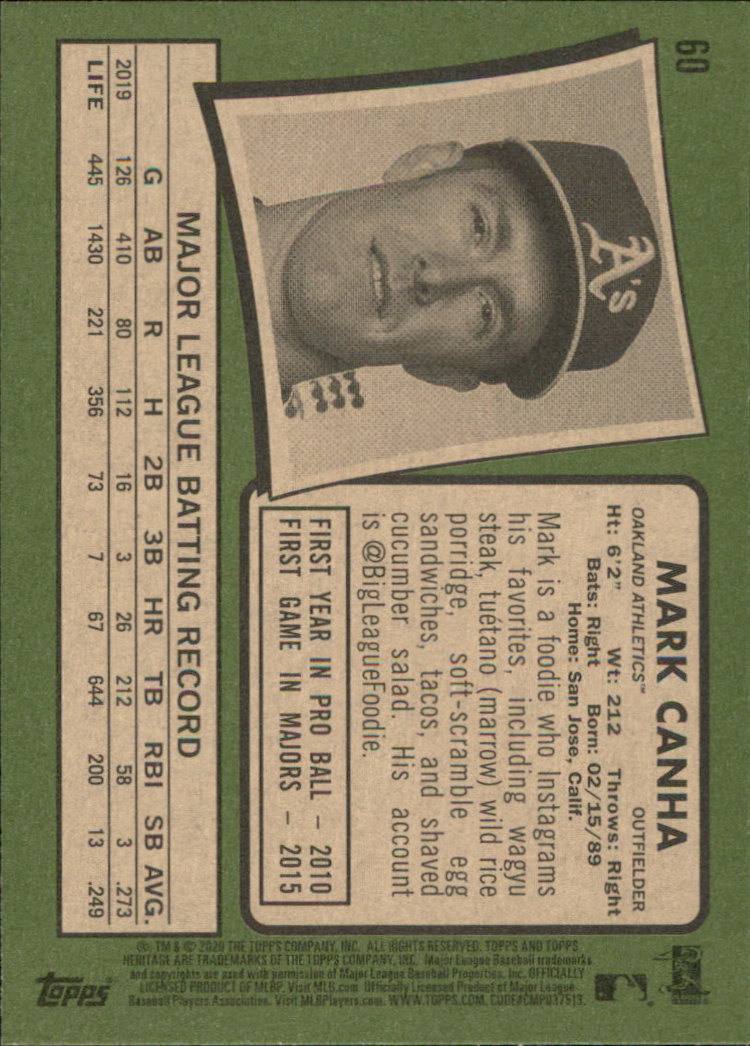 60
A's
MARK CANHA
OAKLAND ATHLETICS™ OUTFIELDER
Ht: 6'2" Wt: 212 Throws: Right
Bats: Right Born: 02/15/89
Home: San Jose, Calif.
Mark is a foodie who Instagrams
his favorites, including wagyu
steak, tuétano (marrow) wild rice
porridge, soft-scramble egg
sandwiches, tacos, and shaved
cucumber salad. His account
is @BigLeagueFoodie.
FIRST YEAR IN PRO BALL – 2010
FIRST GAME IN MAJORS – 2015
MAJOR LEAGUE BATTING RECORD
G AB R H 2B 3B HR TB RBI SB AVG.
2019 126 410 80 112 16 3 26 212 58 3 .273
LIFE 445 1430 221 356 73 7 67 644 200 13 .249
®, TM & © 2020 THE TOPPS COMPANY, INC. ALL RIGHTS RESERVED. TOPPS AND TOPPS
HERITAGE ARE TRADEMARKS OF THE TOPPS COMPANY, INC. Major League Baseball trademarks
and copyrights are used with permission of Major League Baseball Properties, Inc. OFFICIALLY
LICENSED PRODUCT OF MLBP. Visit MLB.com. Officially Licensed Product of Major League
Baseball Players Association. Visit MLBPlayers.com. WWW.TOPPS.COM. CODE#CMP037513.
topps